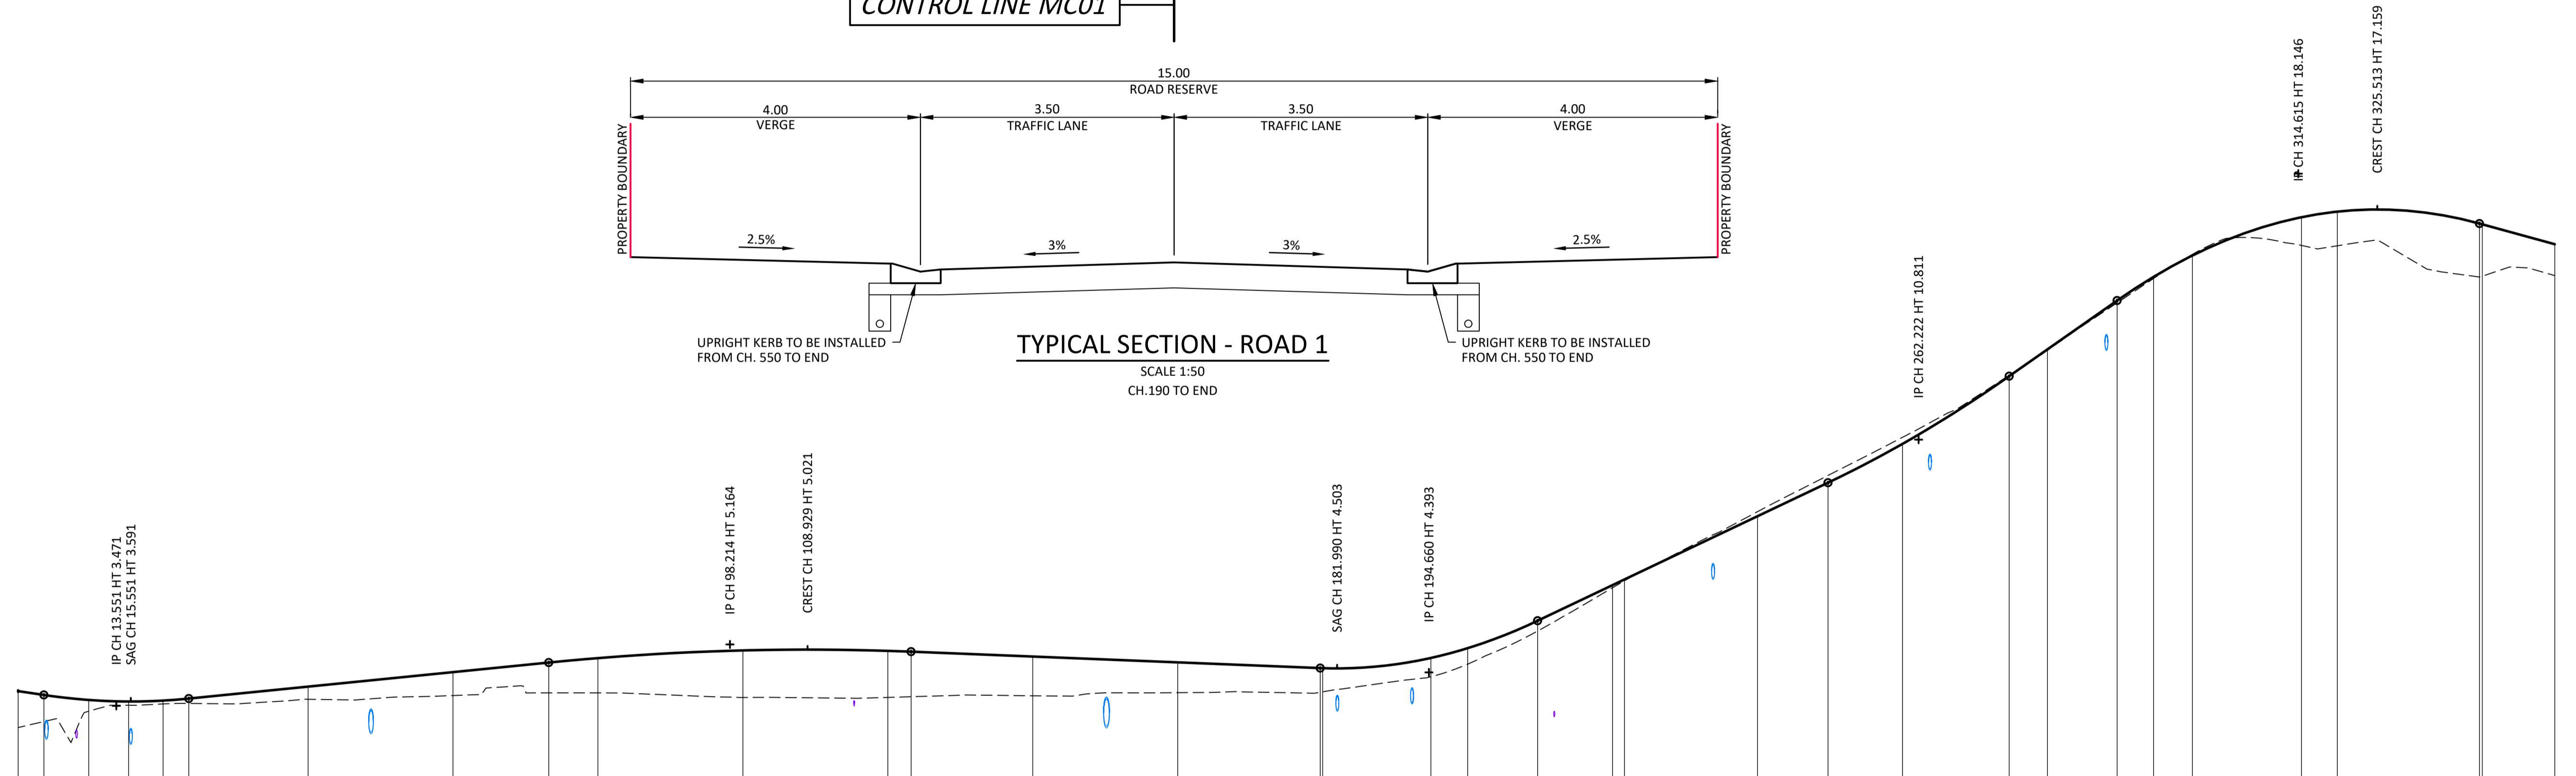 CONTROL LINE MC01
15.00
ROAD RESERVE
4.00
VERGE
3.50
TRAFFIC LANE
3.50
TRAFFIC LANE
4.00
VERGE
PROPERTY BOUNDARY
PROPERTY BOUNDARY
2.5%
3%
3%
2.5%
UPRIGHT KERB TO BE INSTALLED
FROM CH. 550 TO END
UPRIGHT KERB TO BE INSTALLED
FROM CH. 550 TO END
TYPICAL SECTION - ROAD 1
SCALE 1:50
CH.190 TO END
IP CH 13.551 HT 3.471
SAG CH 15.551 HT 3.591
IP CH 98.214 HT 5.164
CREST CH 108.929 HT 5.021
SAG CH 181.990 HT 4.503
IP CH 194.660 HT 4.393
IP CH 262.222 HT 10.811
IP CH 314.615 HT 18.146
CREST CH 325.513 HT 17.159